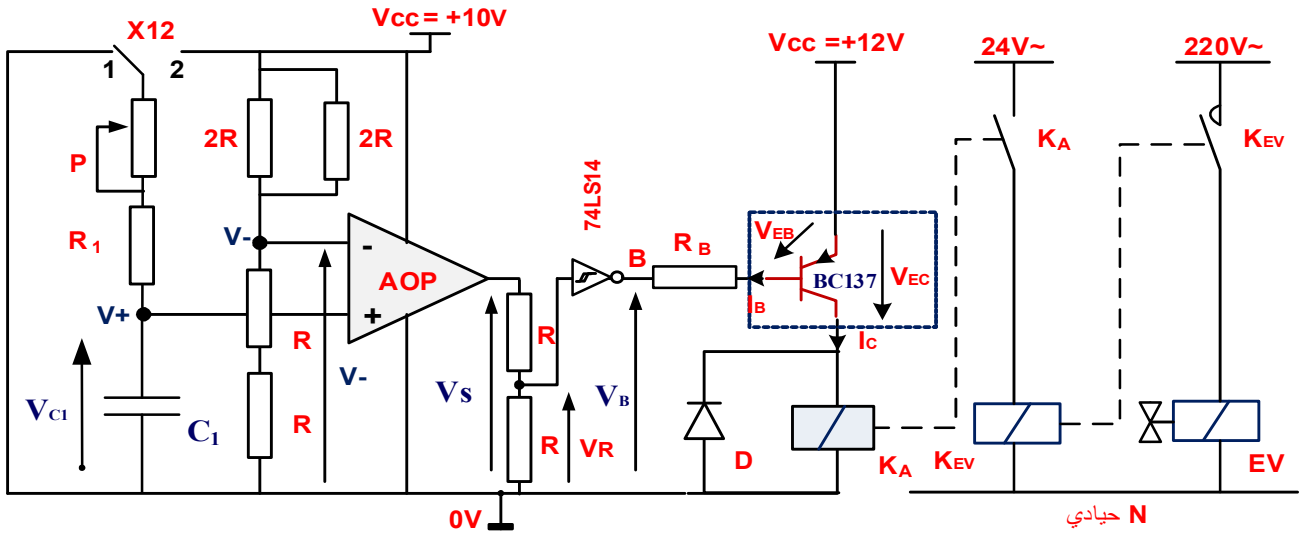 X12
1
2
Vcc = +10V
2R
2R
P
R1
V-
V+
VC1
C1
-
+
AOP
R
R
V-
Vs
R
R
VR
74LS14
B
VB
RB
Vcc =+12V
VEB
IB
BC137
VEC
IC
D
KA
0V
24V~
KA
KEV
220V~
KEV
EV
حيادي N